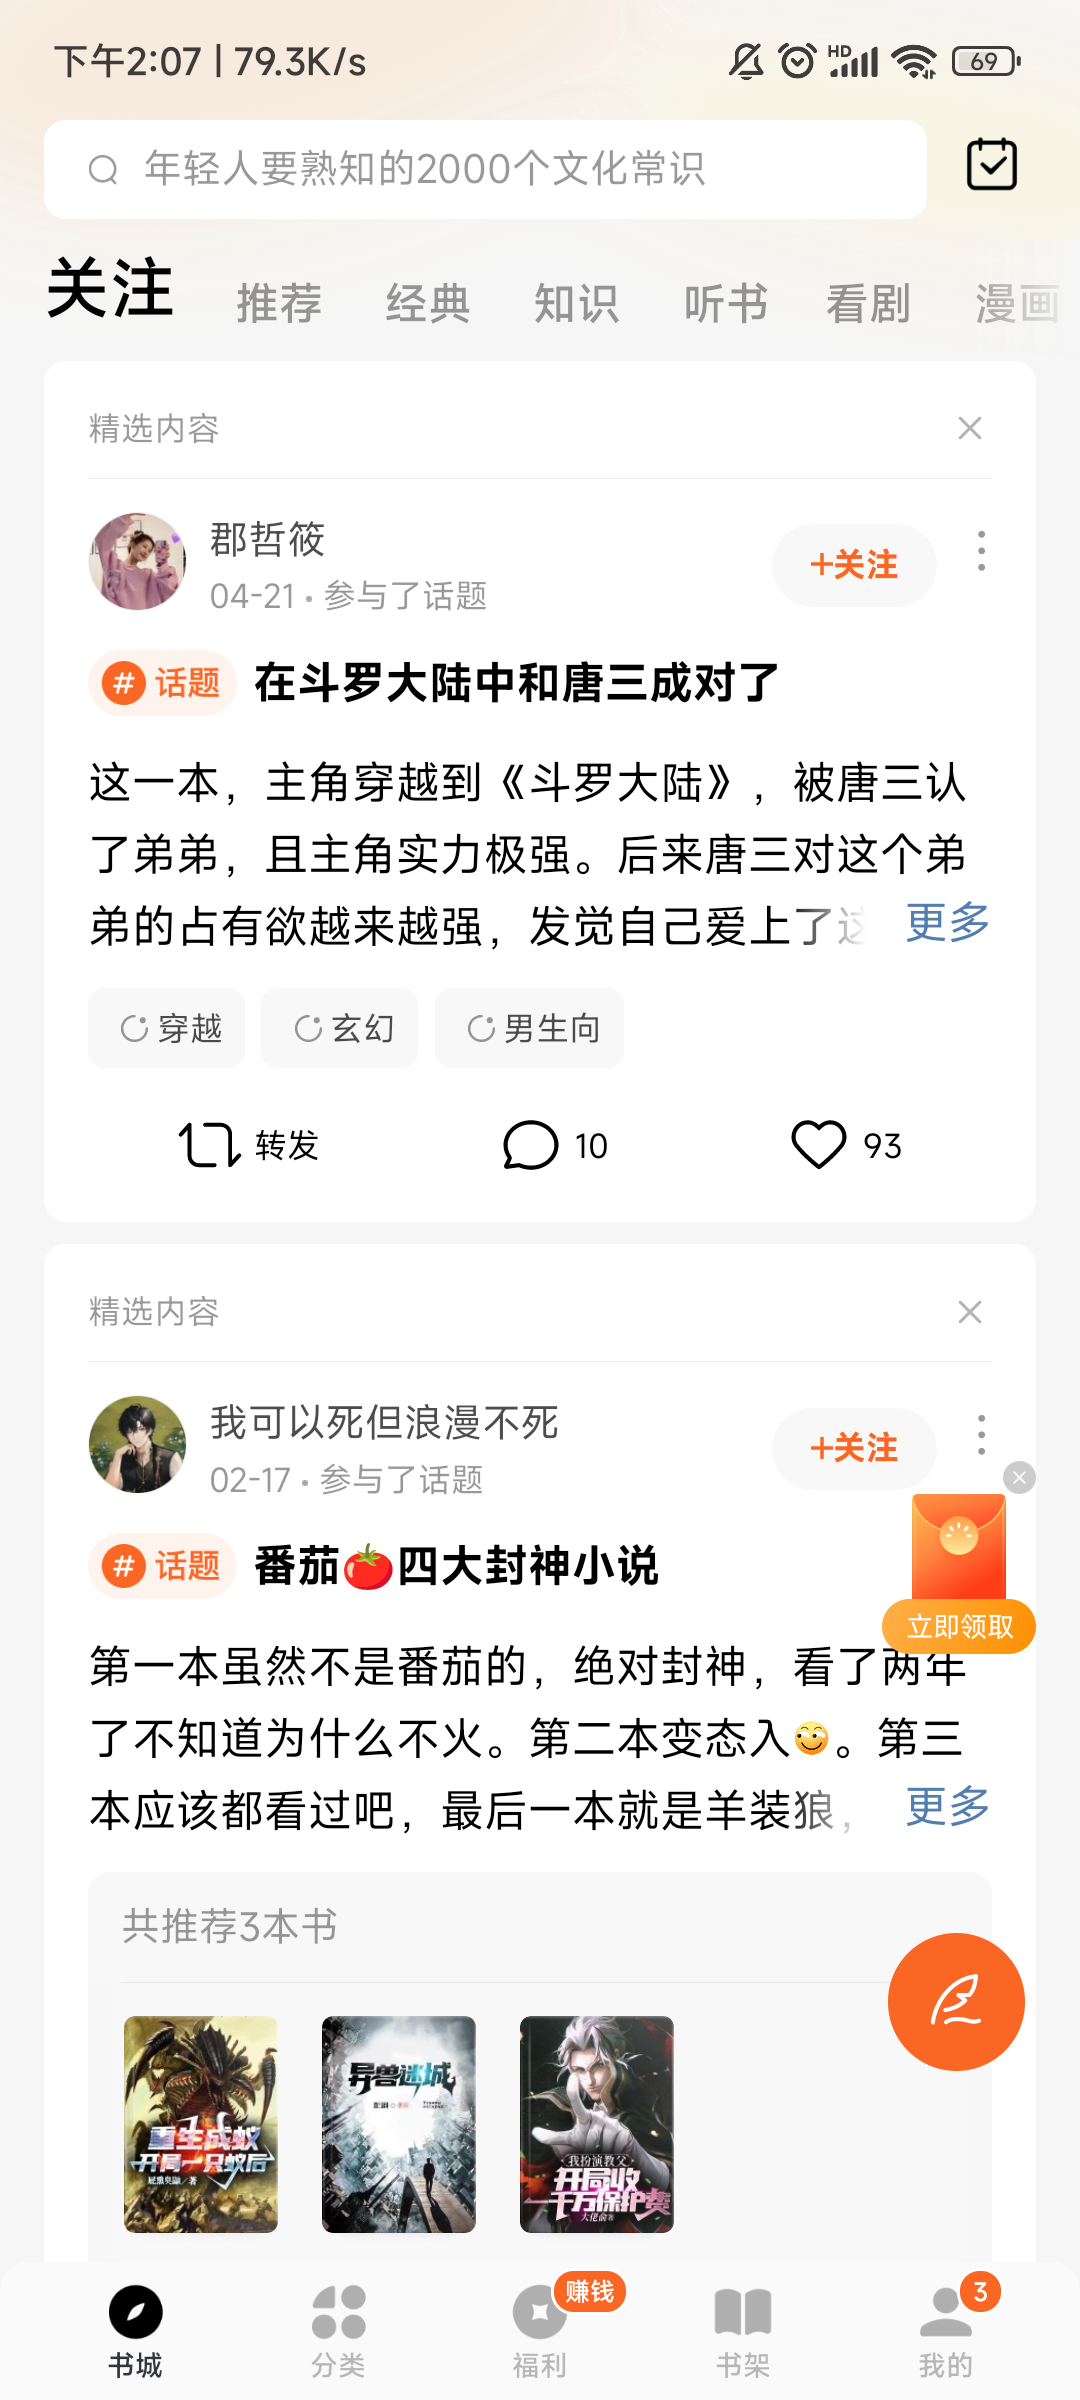 下午2:07 | 79.3K/s
HD
69
年轻人要熟知的2000个文化常识
关注 推荐 经典 知识 听书 看剧 漫画
精选内容
郡哲筱
04-21 · 参与了话题
+关注
# 话题 在斗罗大陆中和唐三成对了
这一本，主角穿越到《斗罗大陆》，被唐三认
了弟弟，且主角实力极强。后来唐三对这个弟
弟的占有欲越来越强，发觉自己爱上了这 更多
穿越 玄幻 男生向
转发 10 93
精选内容
我可以死但浪漫不死
02-17 · 参与了话题
+关注
# 话题 番茄🍅四大封神小说
立即领取
第一本虽然不是番茄的，绝对封神，看了两年
了不知道为什么不火。第二本变态入😏。第三
本应该都看过吧，最后一本就是羊装狼， 更多
共推荐3本书
重生成蚁
开局一只蚁后
异兽迷城
我扮演教父
开局收
一千万保护费
赚钱
3
书城 分类 福利 书架 我的